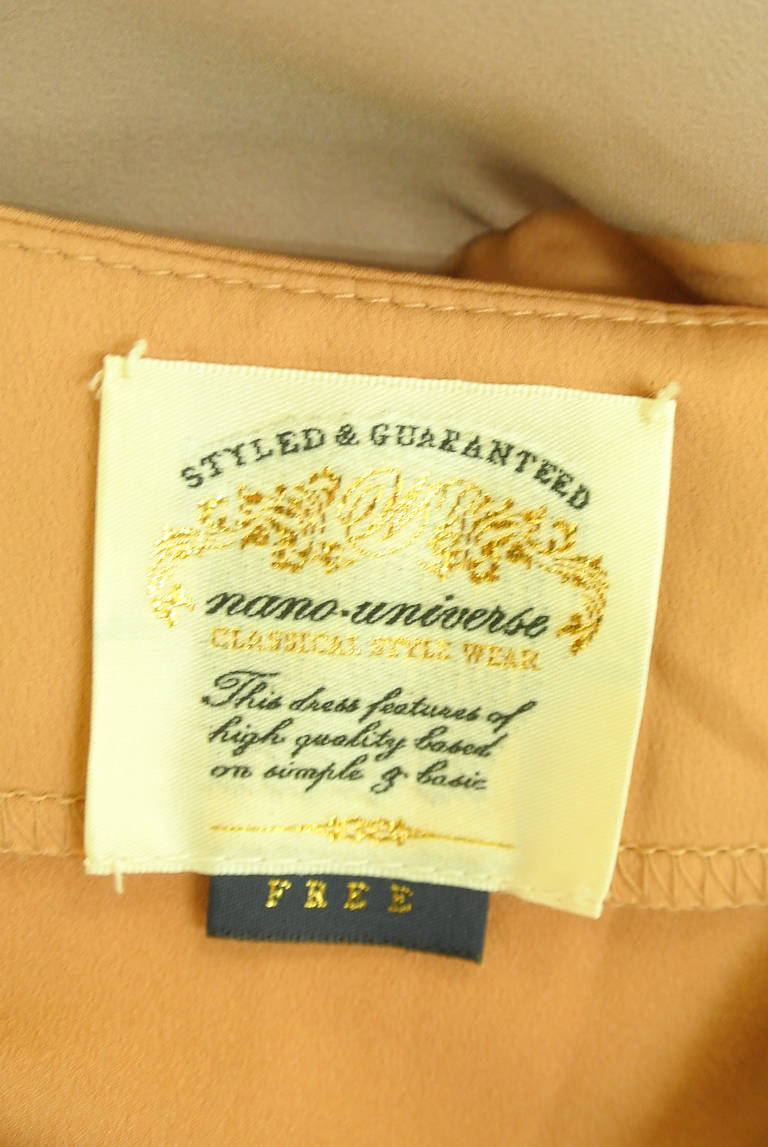 STYLED & GUARANTEED
N
nano·universe
CLASSICAL STYLE WEAR
This dress features of
high quality based
on simple & basic
FREE